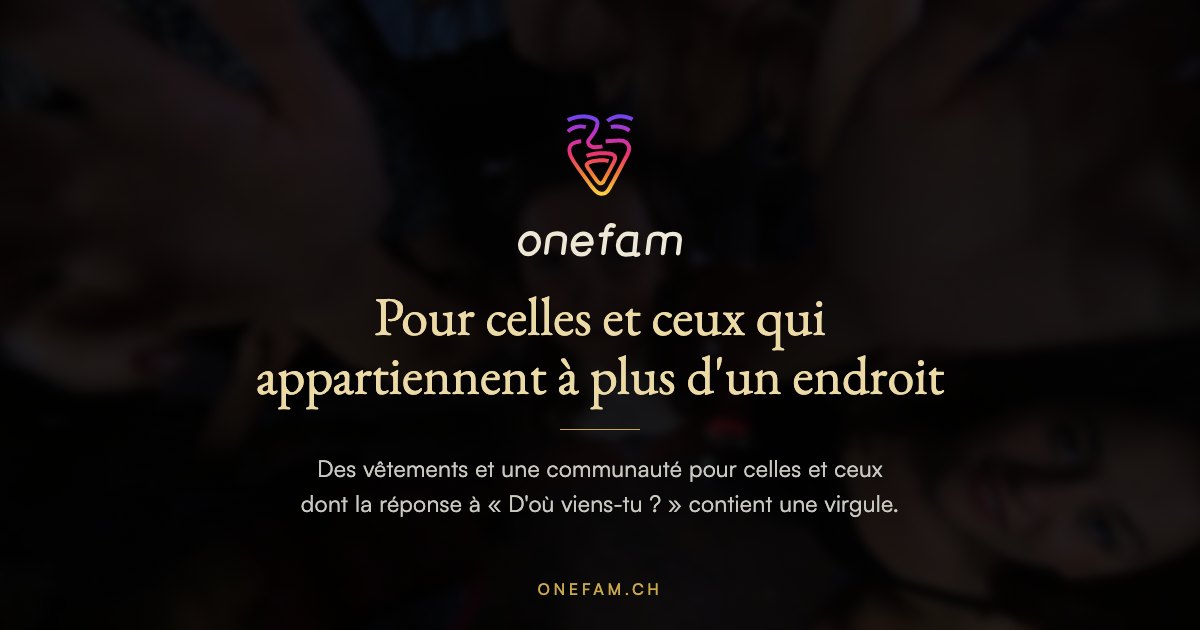 onefam
Pour celles et ceux qui
appartiennent à plus d'un endroit
Des vêtements et une communauté pour celles et ceux
dont la réponse à « D'où viens-tu ? » contient une virgule.
ONEFAM.CH